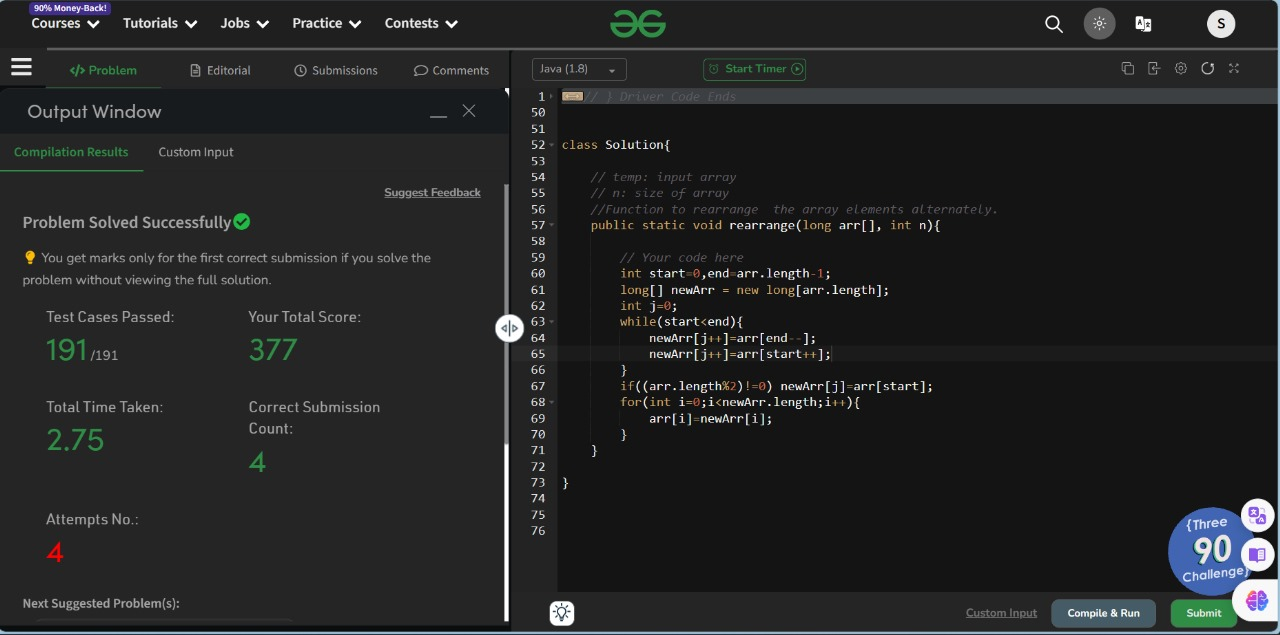 90% Money-Back!
Courses Tutorials Jobs Practice Contests S
Problem Editorial Submissions Comments
Java (1.8) Start Timer
Output Window
Compilation Results Custom Input
Suggest Feedback
Problem Solved Successfully
You get marks only for the first correct submission if you solve the
problem without viewing the full solution.
Test Cases Passed: Your Total Score:
191 /191 377
Total Time Taken: Correct Submission
Count:
2.75
4
Attempts No.:
4
Next Suggested Problem(s):
1 // } Driver Code Ends
50
51
52 class Solution{
53
54 // temp: input array
55 // n: size of array
56 //Function to rearrange  the array elements alternately.
57 public static void rearrange(long arr[], int n){
58
59 // Your code here
60 int start=0,end=arr.length-1;
61 long[] newArr = new long[arr.length];
62 int j=0;
63 while(start<end){
64 newArr[j++]=arr[end--];
65 newArr[j++]=arr[start++];
66 }
67 if((arr.length%2)!=0) newArr[j]=arr[start];
68 for(int i=0;i<newArr.length;i++){
69 arr[i]=newArr[i];
70 }
71 }
72
73 }
74
75
76
{Three
90
Challenge}
Custom Input Compile & Run Submit